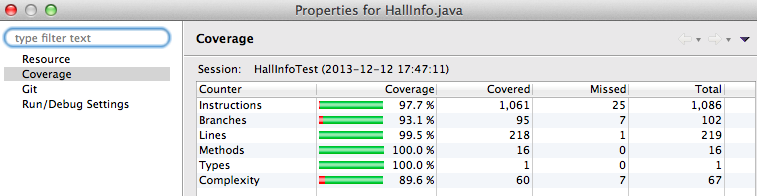 Properties for HallInfo.java
type filter text
Resource
Coverage
Git
Run/Debug Settings
Coverage
Session: HallInfoTest (2013-12-12 17:47:11)
Counter Coverage Covered Missed Total
Instructions 97.7 % 1,061 25 1,086
Branches 93.1 % 95 7 102
Lines 99.5 % 218 1 219
Methods 100.0 % 16 0 16
Types 100.0 % 1 0 1
Complexity 89.6 % 60 7 67